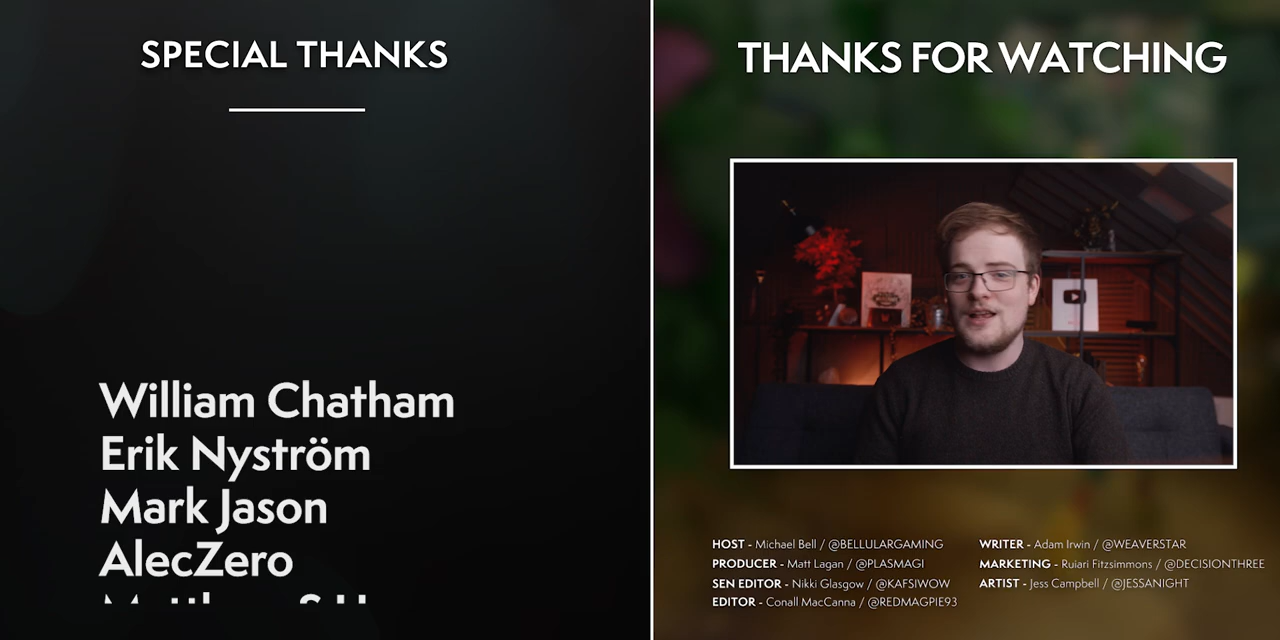 SPECIAL THANKS
William Chatham
Erik Nyström
Mark Jason
AlecZero
THANKS FOR WATCHING
HOST - Michael Bell / @BELLULARGAMING
PRODUCER - Matt Lagan / @PLASMAGI
SEN EDITOR - Nikki Glasgow / @KAFSIWOW
EDITOR - Conall MacCanna / @REDMAGPIE93
WRITER - Adam Irwin / @WEAVERSTAR
MARKETING - Ruiari Fitzsimmons / @DECISIONTHREE
ARTIST - Jess Campbell / @JESSANIGHT